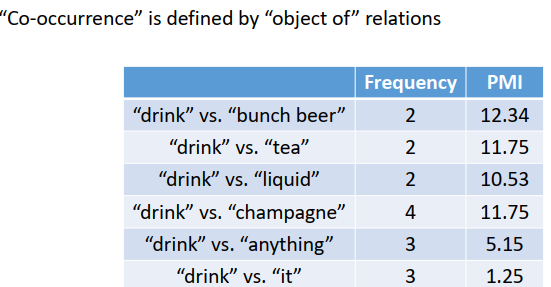 “Co-occurrence” is defined by “object of” relations
Frequency PMI
“drink” vs. “bunch beer” 2 12.34
“drink” vs. “tea” 2 11.75
“drink” vs. “liquid” 2 10.53
“drink” vs. “champagne” 4 11.75
“drink” vs. “anything” 3 5.15
“drink” vs. “it” 3 1.25